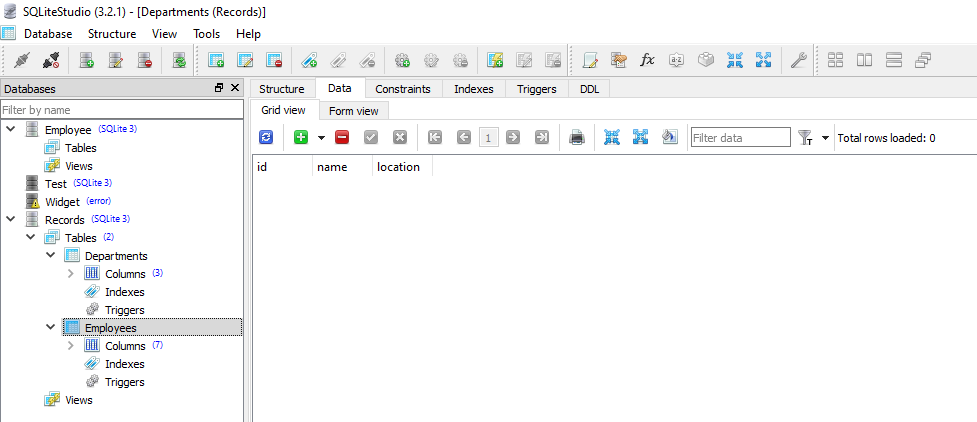 SQLiteStudio (3.2.1) - [Departments (Records)]
Database Structure View Tools Help
Databases
Filter by name
Employee (SQLite 3)
Tables
Views
Test (SQLite 3)
Widget (error)
Records (SQLite 3)
Tables (2)
Departments
Columns (3)
Indexes
Triggers
Employees
Columns (7)
Indexes
Triggers
Views
Structure Data Constraints Indexes Triggers DDL
Grid view Form view
1 Filter data T Total rows loaded: 0
id name location